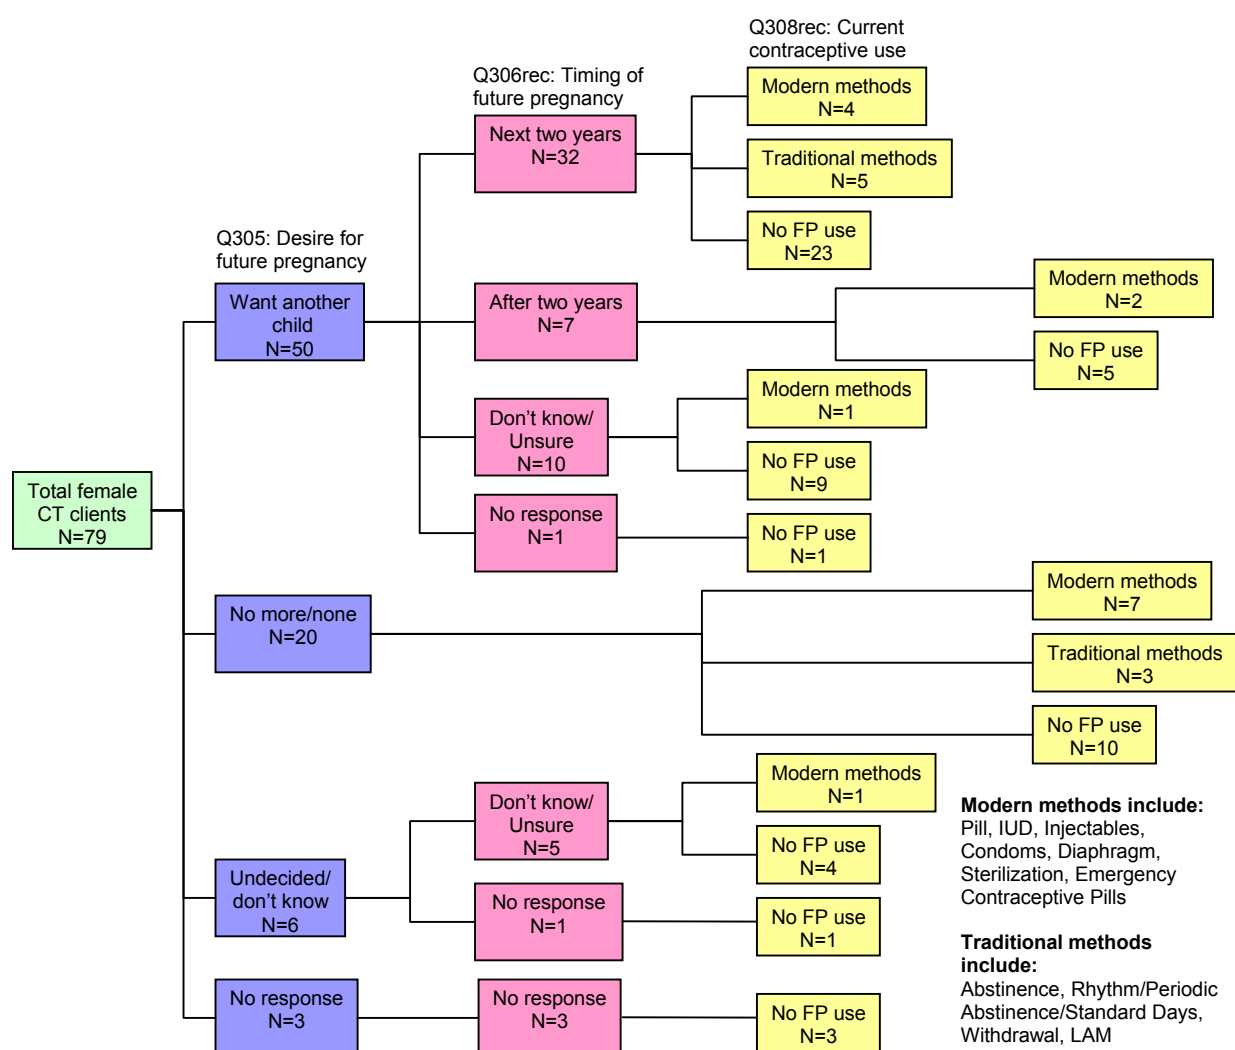 Q308rec: Current
contraceptive use
Q306rec: Timing of
future pregnancy
Q305: Desire for
future pregnancy
Total female
CT clients
N=79
Want another
child
N=50
Next two years
N=32
Modern methods
N=4
Traditional methods
N=5
No FP use
N=23
After two years
N=7
Modern methods
N=2
No FP use
N=5
Don’t know/
Unsure
N=10
Modern methods
N=1
No FP use
N=9
No response
N=1
No FP use
N=1
No more/none
N=20
Modern methods
N=7
Traditional methods
N=3
No FP use
N=10
Undecided/
don’t know
N=6
Don’t know/
Unsure
N=5
Modern methods
N=1
No FP use
N=4
No response
N=1
No FP use
N=1
No response
N=3
No response
N=3
No FP use
N=3
Modern methods include:
Pill, IUD, Injectables,
Condoms, Diaphragm,
Sterilization, Emergency
Contraceptive Pills
Traditional methods
include:
Abstinence, Rhythm/Periodic
Abstinence/Standard Days,
Withdrawal, LAM